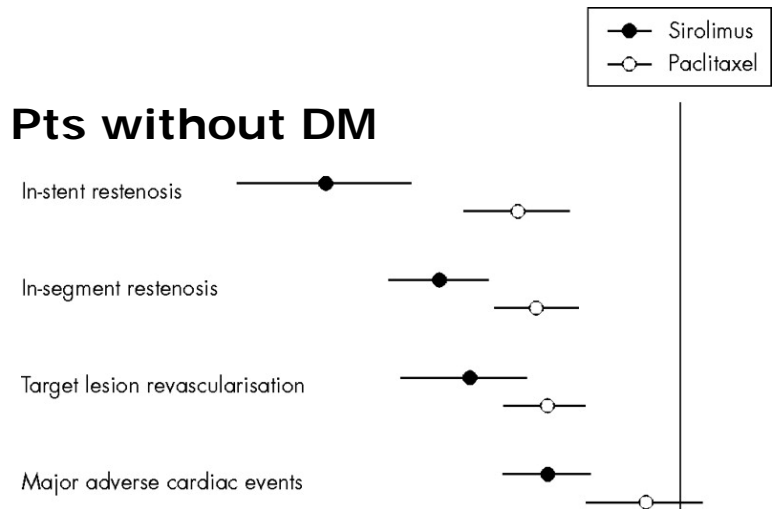 Sirolimus
Paclitaxel
Pts without DM
In-stent restenosis
In-segment restenosis
Target lesion revascularisation
Major adverse cardiac events